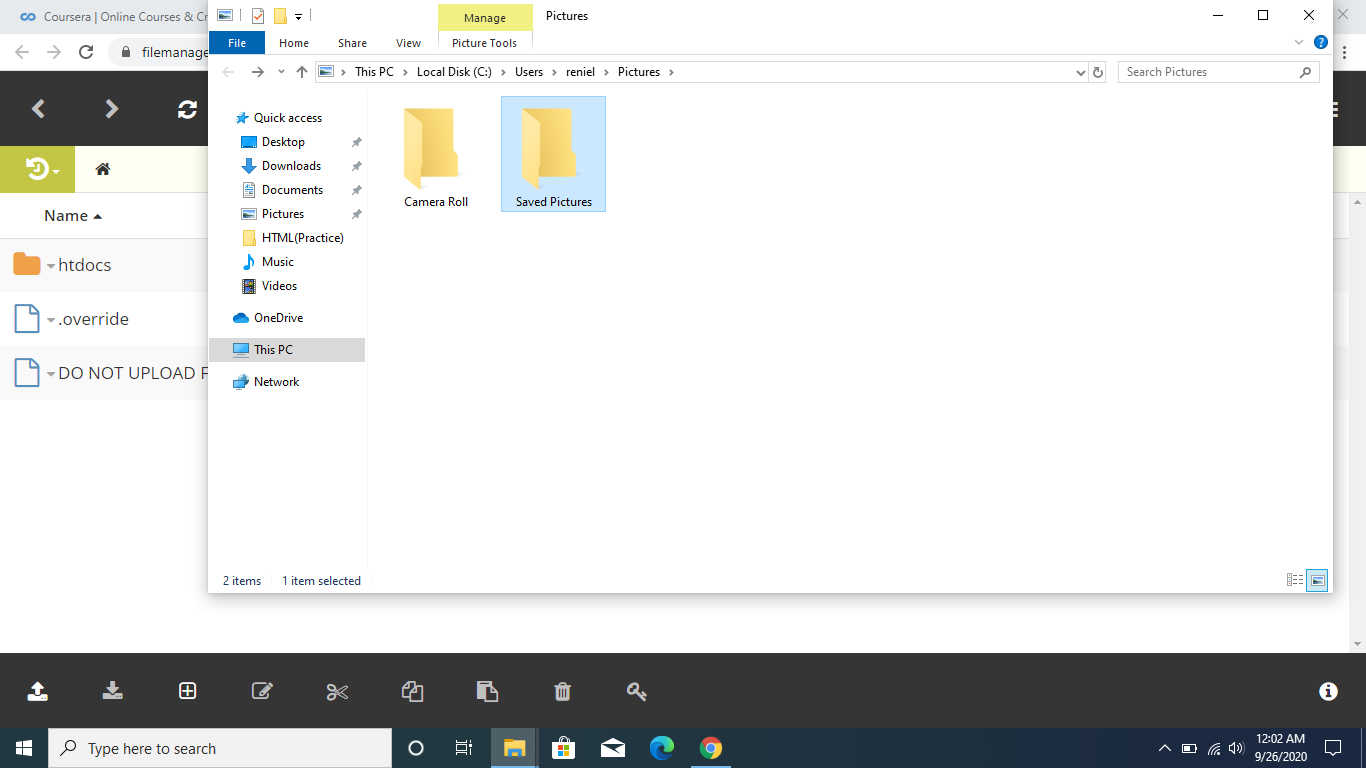 Coursera | Online Courses & Cr
Manage
Pictures
File
Home
Share
View
Picture Tools
filemanage
This PC
Local Disk (C:)
Users
reniel
Pictures
Search Pictures
Quick access
Desktop
Downloads
Documents
Pictures
HTML(Practice)
Music
Videos
OneDrive
This PC
Network
Camera Roll
Saved Pictures
Name
htdocs
.override
DO NOT UPLOAD F
2 items
1 item selected
Type here to search
12:02 AM
9/26/2020